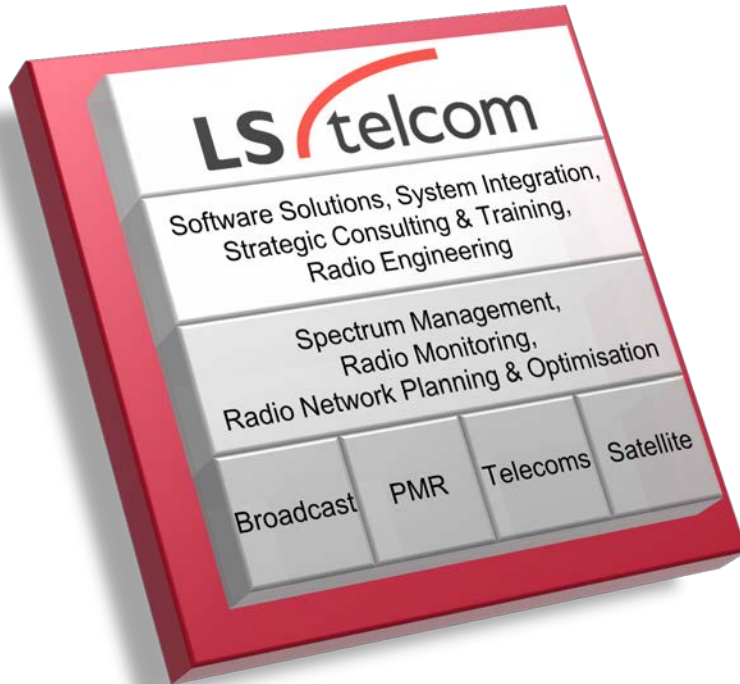 LS telcom
Software Solutions, System Integration,
Strategic Consulting & Training,
Radio Engineering
Spectrum Management,
Radio Monitoring,
Radio Network Planning & Optimisation
Broadcast
PMR
Telecoms
Satellite